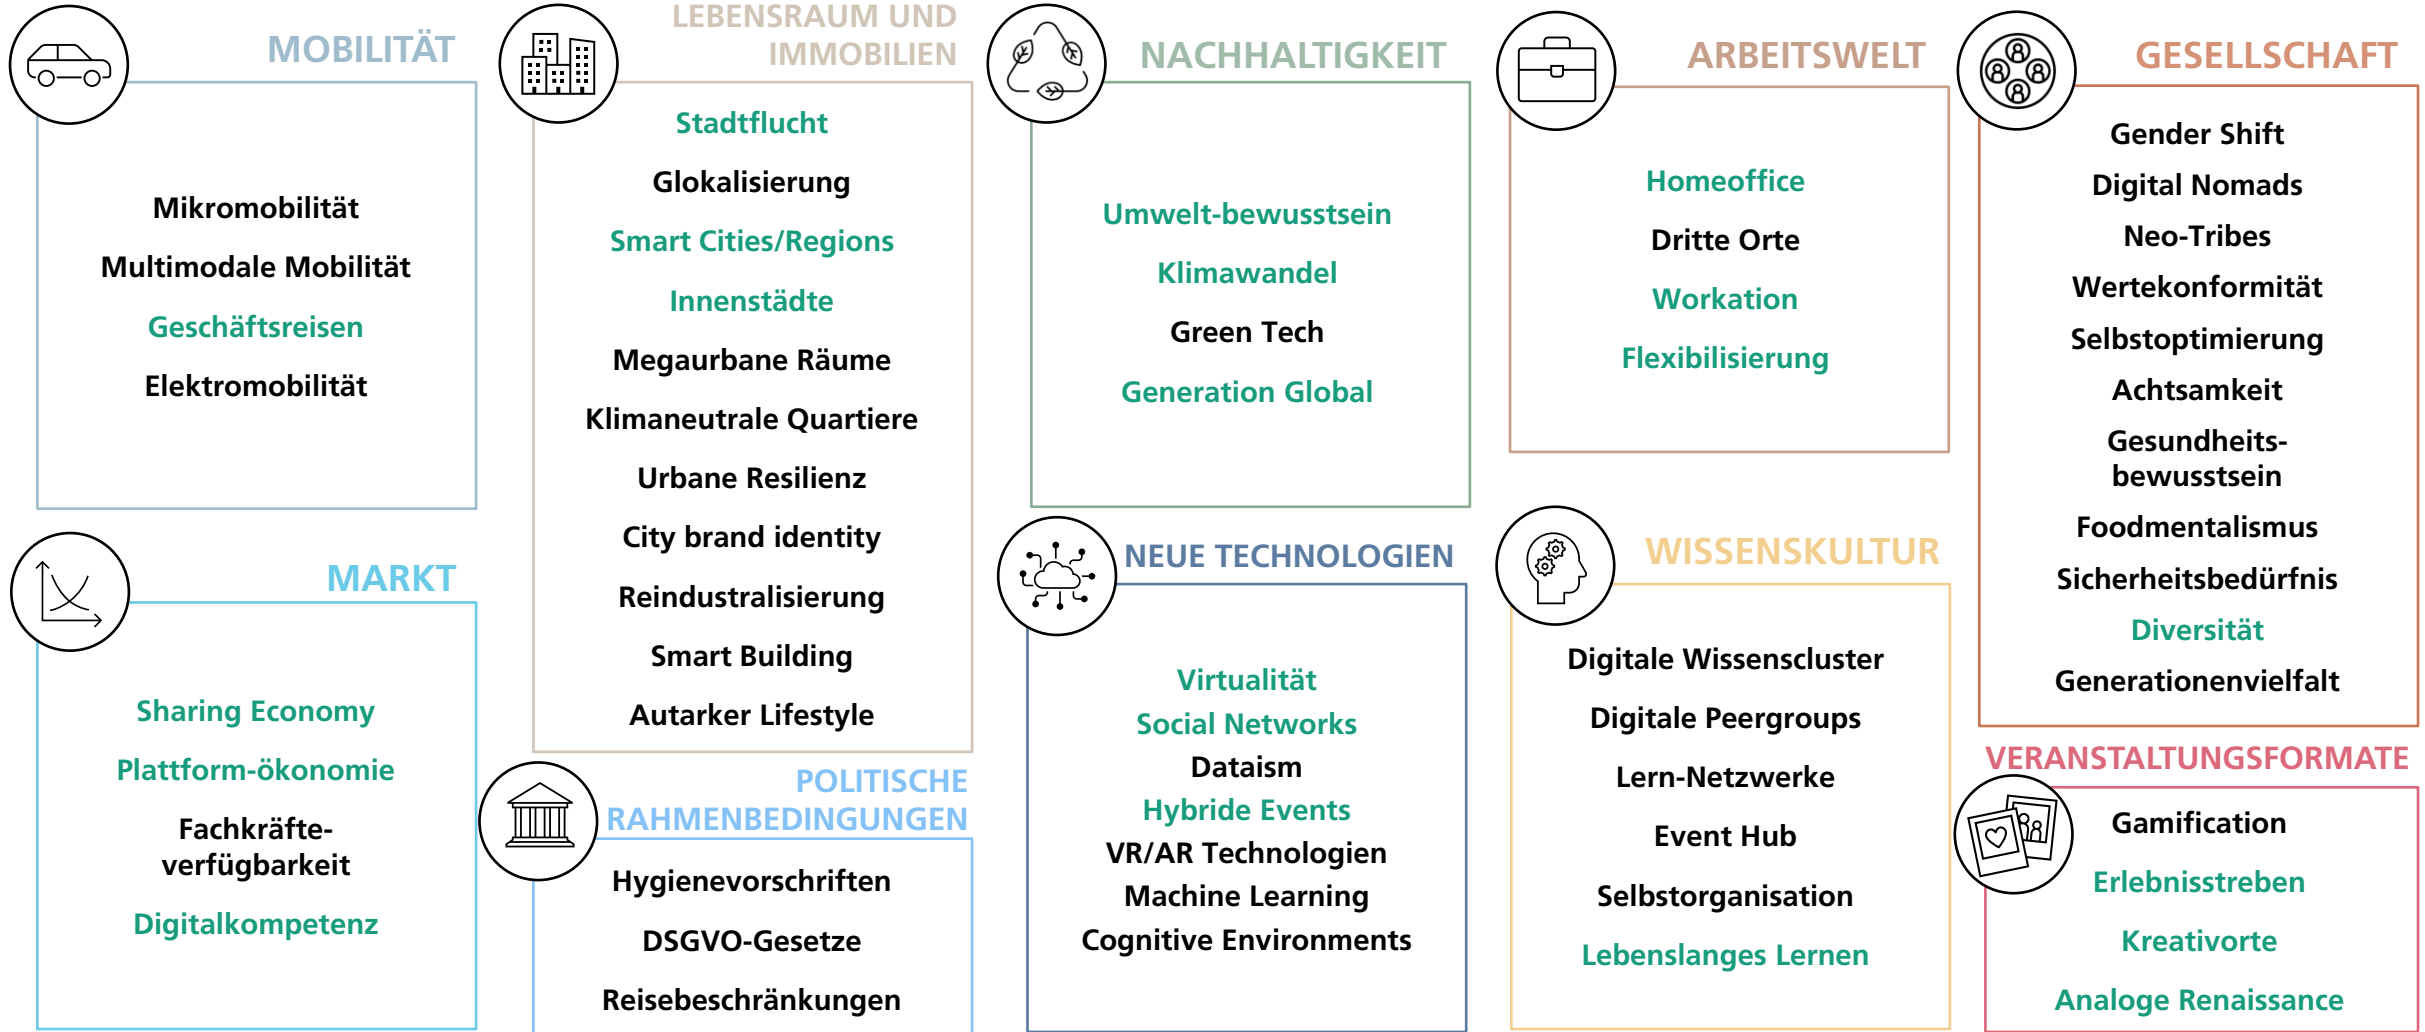 MOBILITÄT
Mikromobilität
Multimodale Mobilität
Geschäftsreisen
Elektromobilität
MARKT
Sharing Economy
Plattform-ökonomie
Fachkräfte-
verfügbarkeit
Digitalkompetenz
LEBENSRAUM UND
IMMOBILIEN
Stadtflucht
Glokalisierung
Smart Cities/Regions
Innenstädte
Megaurbane Räume
Klimaneutrale Quartiere
Urbane Resilienz
City brand identity
Reindustralisierung
Smart Building
Autarker Lifestyle
POLITISCHE
RAHMENBEDINGUNGEN
Hygienevorschriften
DSGVO-Gesetze
Reisebeschränkungen
NACHHALTIGKEIT
Umwelt-bewusstsein
Klimawandel
Green Tech
Generation Global
NEUE TECHNOLOGIEN
Virtualität
Social Networks
Dataism
Hybride Events
VR/AR Technologien
Machine Learning
Cognitive Environments
ARBEITSWELT
Homeoffice
Dritte Orte
Workation
Flexibilisierung
WISSENSKULTUR
Digitale Wissenscluster
Digitale Peergroups
Lern-Netzwerke
Event Hub
Selbstorganisation
Lebenslanges Lernen
GESELLSCHAFT
Gender Shift
Digital Nomads
Neo-Tribes
Wertekonformität
Selbstoptimierung
Achtsamkeit
Gesundheits-
bewusstsein
Foodmentalismus
Sicherheitsbedürfnis
Diversität
Generationenvielfalt
VERANSTALTUNGSFORMATE
Gamification
Erlebnisstreben
Kreativorte
Analoge Renaissance